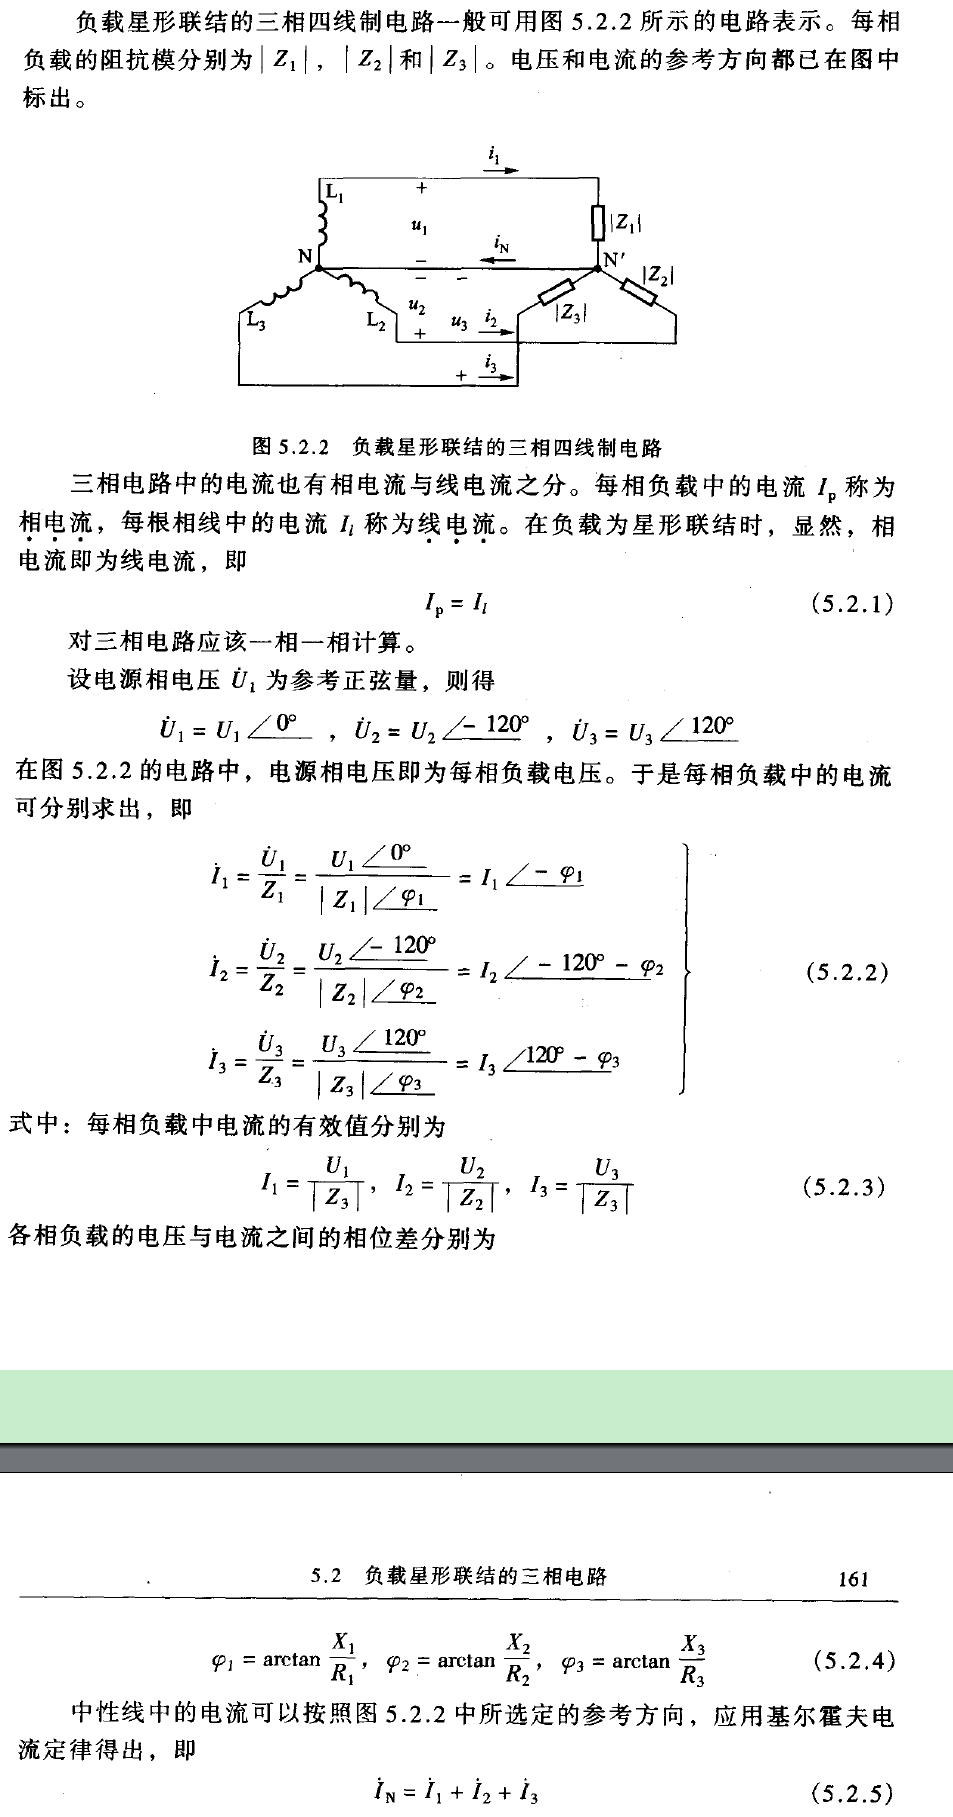 负载星形联结的三相四线制电路一般可用图 5.2.2 所示的电路表示。每相
负载的阻抗模分别为|Z₁|，|Z₂|和|Z₃|。电压和电流的参考方向都已在图中
标出。
i₁
L₁
+
u₁
|Z₁|
N
−
i_N
N′
|Z₂|
−
−
L₃
L₂
u₂
+
u₃
i₂
|Z₃|
+
i₃
图 5.2.2 负载星形联结的三相四线制电路
三相电路中的电流也有相电流与线电流之分。每相负载中的电流 I_p 称为
相电流，每根相线中的电流 I_l 称为线电流。在负载为星形联结时，显然，相
电流即为线电流，即
I_p = I_l (5.2.1)
对三相电路应该一相一相计算。
设电源相电压 U̇₁ 为参考正弦量，则得
U̇₁ = U₁∠0°，U̇₂ = U₂∠−120°，U̇₃ = U₃∠120°
在图 5.2.2 的电路中，电源相电压即为每相负载电压。于是每相负载中的电流
可分别求出，即
İ₁ = U̇₁/Z₁ = U₁∠0°/|Z₁|∠φ₁ = I₁∠−φ₁
İ₂ = U̇₂/Z₂ = U₂∠−120°/|Z₂|∠φ₂ = I₂∠−120°−φ₂ (5.2.2)
İ₃ = U̇₃/Z₃ = U₃∠120°/|Z₃|∠φ₃ = I₃∠120°−φ₃
式中：每相负载中电流的有效值分别为
I₁ = U₁/|Z₃|，I₂ = U₂/|Z₂|，I₃ = U₃/|Z₃| (5.2.3)
各相负载的电压与电流之间的相位差分别为
5.2 负载星形联结的三相电路 161
φ₁ = arctan X₁/R₁，φ₂ = arctan X₂/R₂，φ₃ = arctan X₃/R₃ (5.2.4)
中性线中的电流可以按照图 5.2.2 中所选定的参考方向，应用基尔霍夫电
流定律得出，即
İ_N = İ₁ + İ₂ + İ₃ (5.2.5)